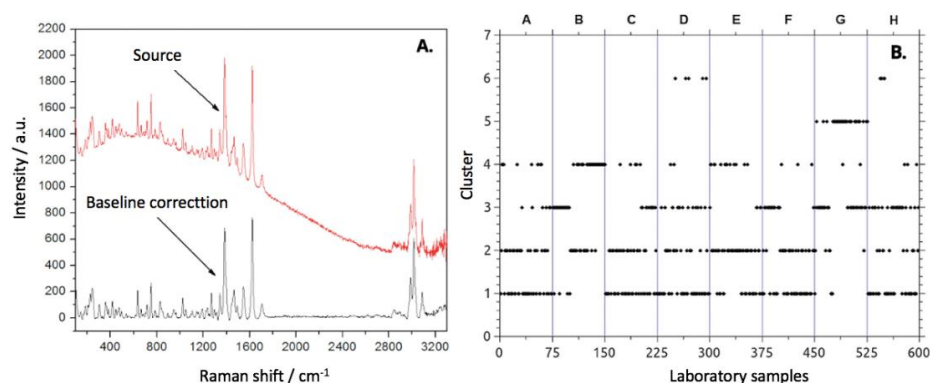 A.
Source
Baseline correcttion
Intensity / a.u.
2200
2000
1800
1600
1400
1200
1000
800
600
400
200
0
400 800 1200 1600 2000 2400 2800 3200
Raman shift / cm-1
A B C D E F G H
B.
Cluster
7
6
5
4
3
2
1
0
0 75 150 225 300 375 450 525 600
Laboratory samples